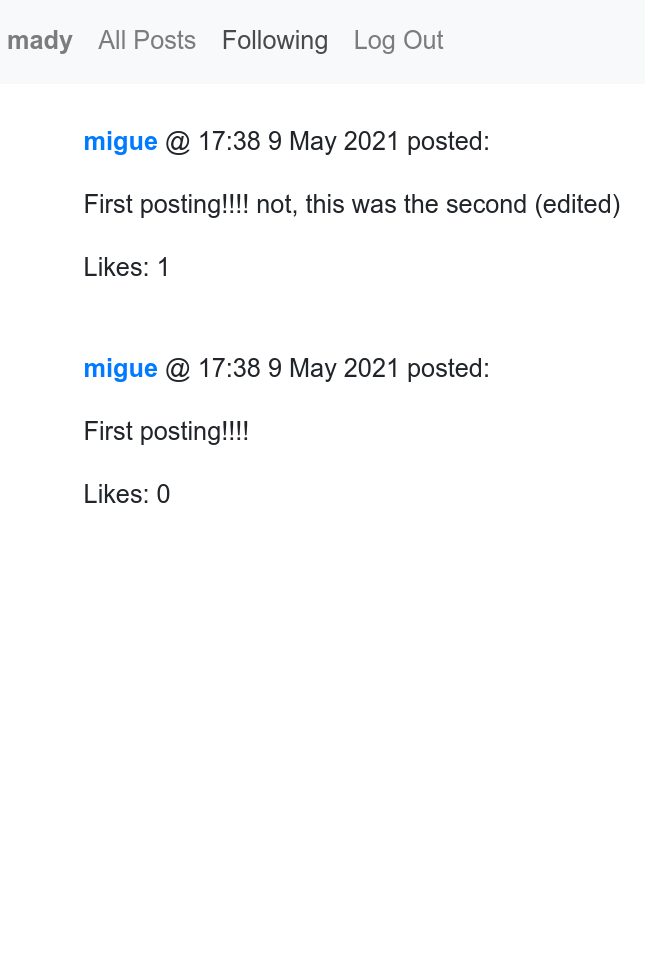 mady All Posts Following Log Out
migue @ 17:38 9 May 2021 posted:
First posting!!!! not, this was the second (edited)
Likes: 1
migue @ 17:38 9 May 2021 posted:
First posting!!!!
Likes: 0